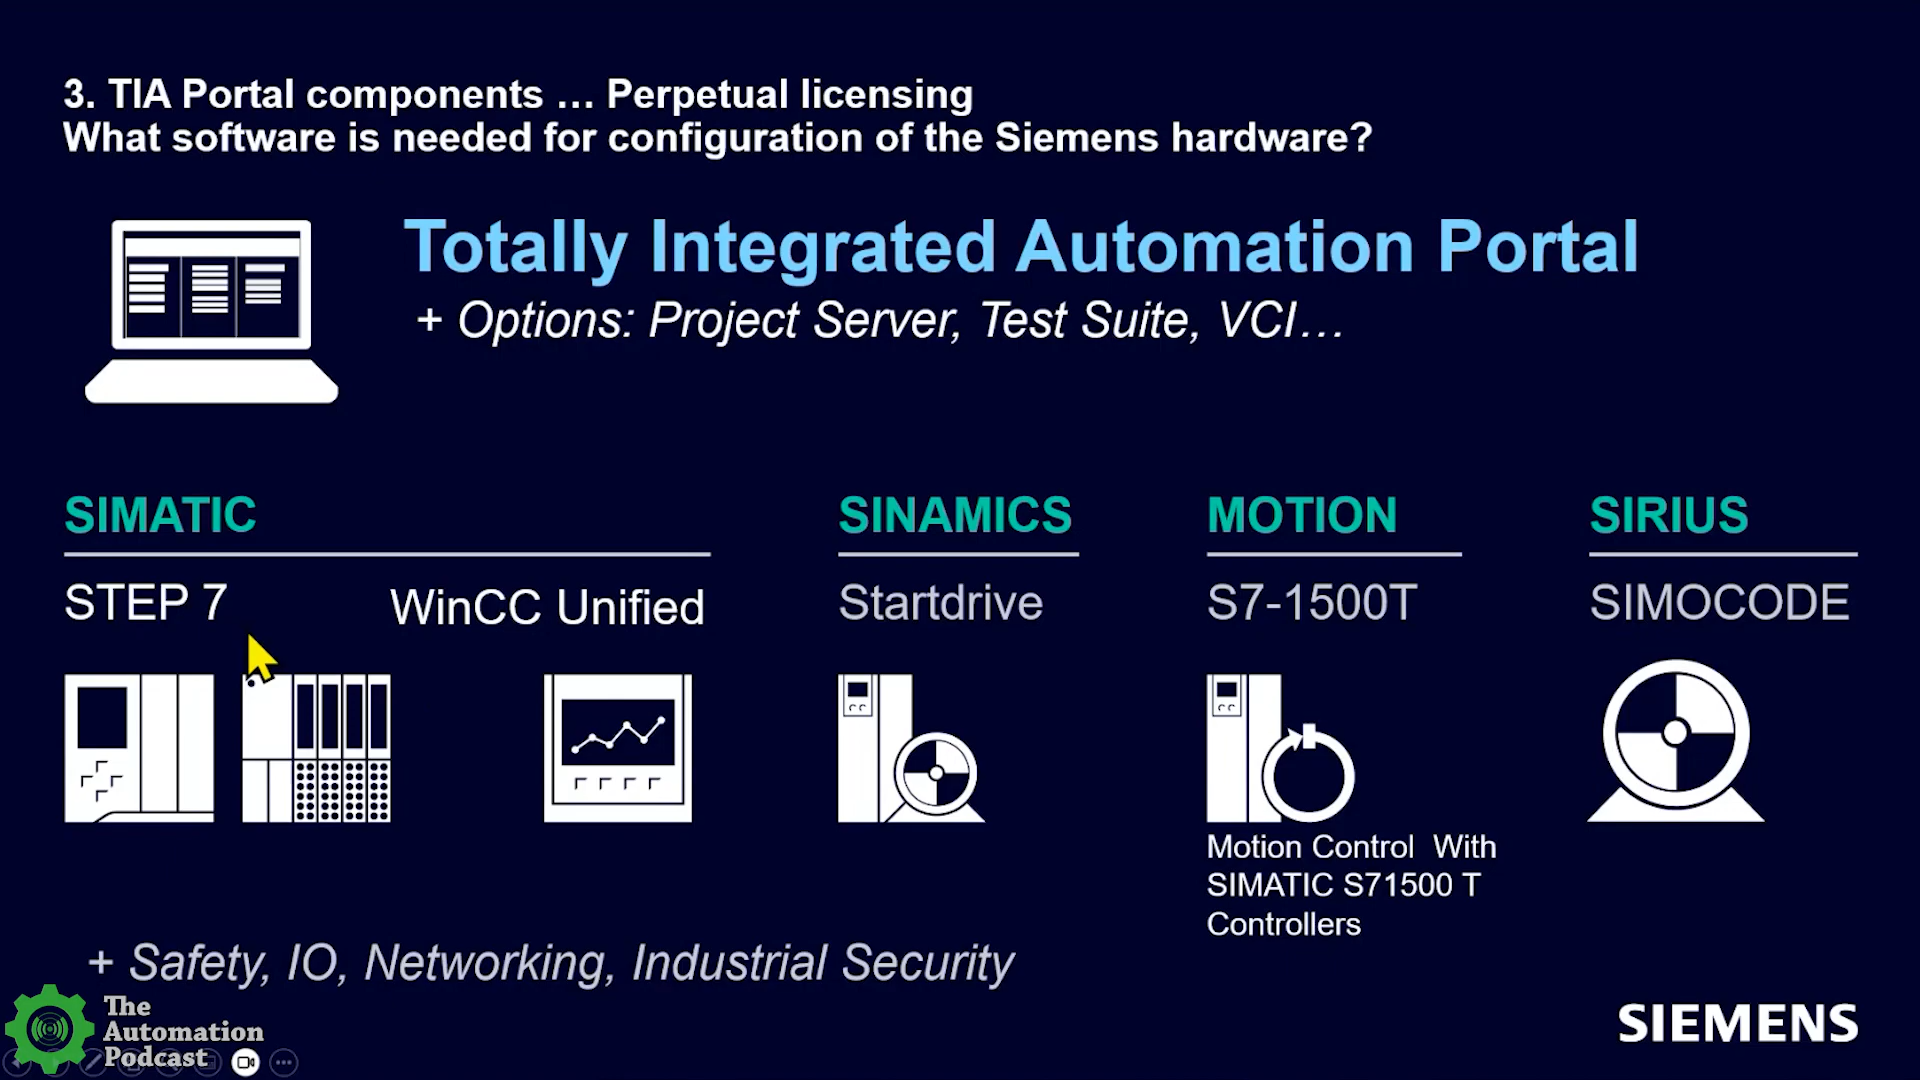 3. TIA Portal components … Perpetual licensing
What software is needed for configuration of the Siemens hardware?
Totally Integrated Automation Portal
+ Options: Project Server, Test Suite, VCI…
SIMATIC
SINAMICS
MOTION
SIRIUS
STEP 7
WinCC Unified
Startdrive
S7-1500T
SIMOCODE
Motion Control With
SIMATIC S71500 T
Controllers
+ Safety, IO, Networking, Industrial Security
The
Automation
Podcast
SIEMENS